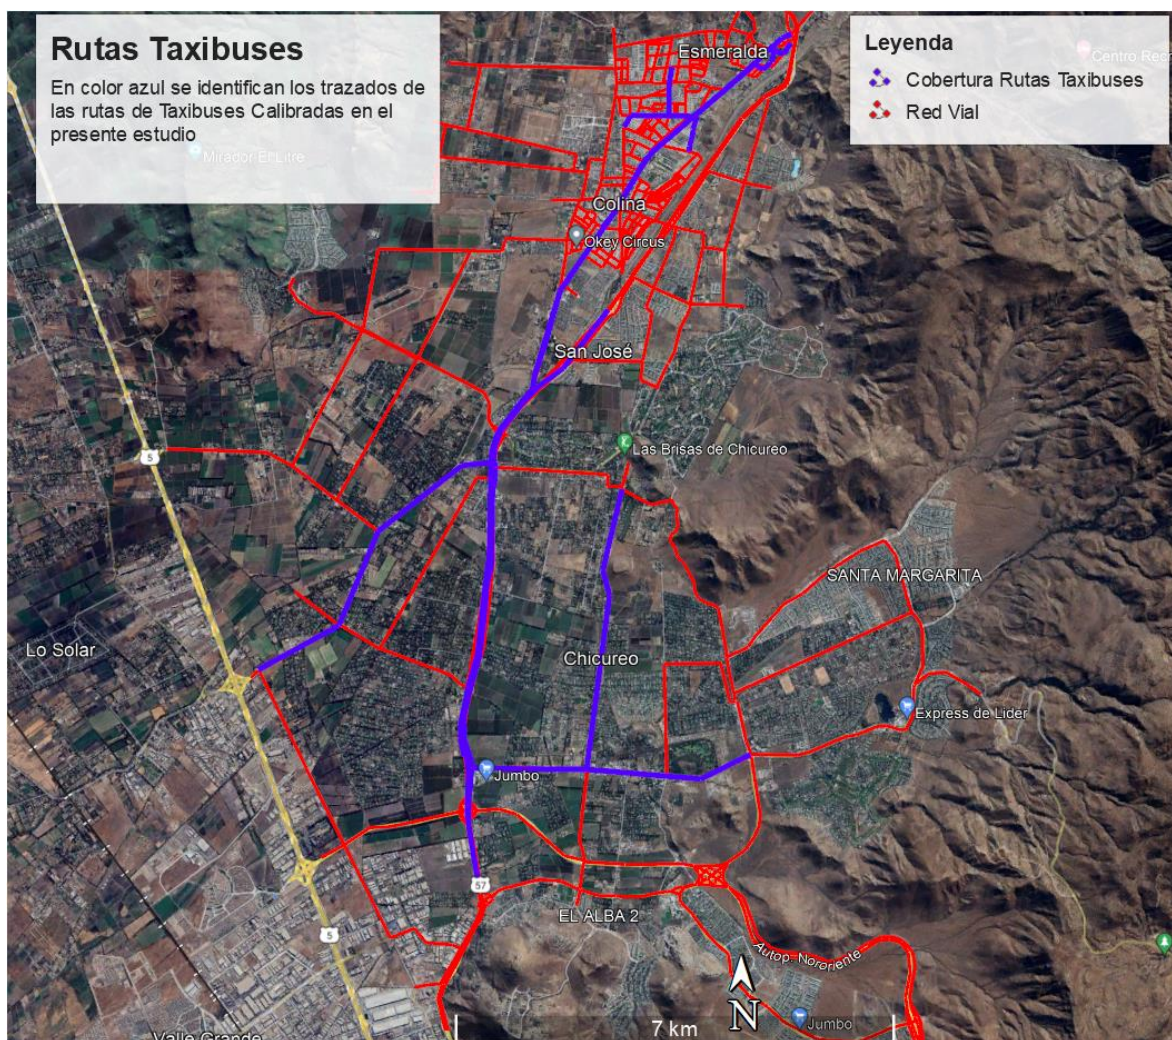 Rutas Taxibuses
En color azul se identifican los trazados de
las rutas de Taxibuses Calibradas en el
presente estudio
Mirador El Litre
Leyenda
Cobertura Rutas Taxibuses
Red Vial
Centro Recr
Esmeralda
Colina
Okey Circus
San José
Las Brisas de Chicureo
5
SANTA MARGARITA
Lo Solar
Chicureo
Express de Lider
Jumbo
57
EL ALBA 2
5
Autop. Nororiente
N
7 km
Jumbo
Valle Grande